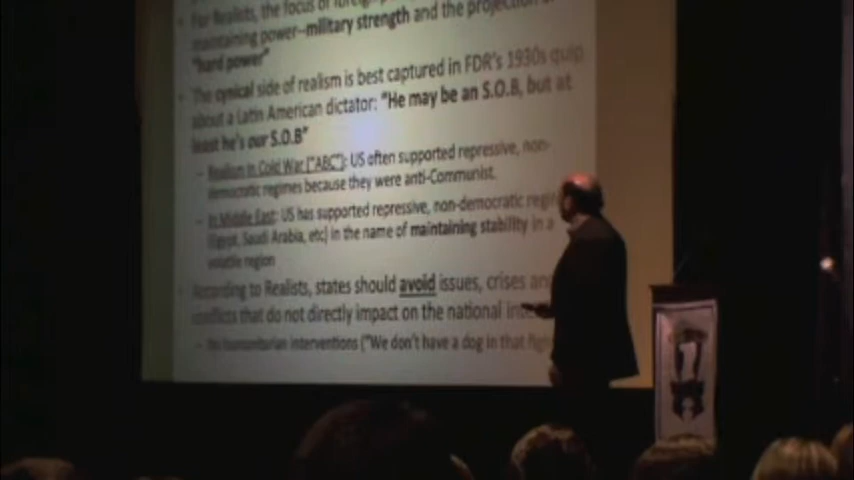 For Realists, the focus of foreign
maintaining power--military strength and the projection of
"hard power"
The cynical side of realism is best captured in FDR's 1930s quip
about a Latin American dictator: "He may be an S.O.B, but at
least he's our S.O.B"
– Realism in Cold War ("ABC"): US often supported repressive, non-
democratic regimes because they were anti-Communist.
– In Middle East: US has supported repressive, non-democratic
(Egypt, Saudi Arabia, etc) in the name of maintaining stability in a
volatile region
According to Realists, states should avoid issues, crises and
conflicts that do not directly impact on the national
– No humanitarian interventions ("We don't have a dog in that